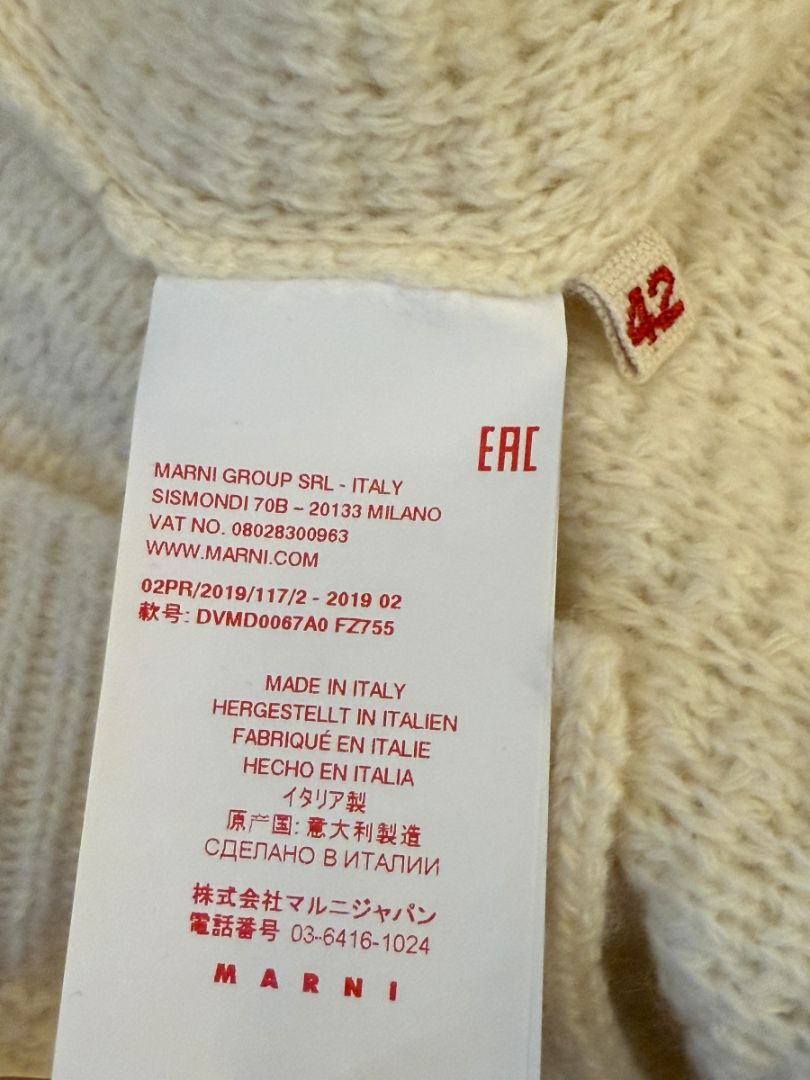 42
EAC
MARNI GROUP SRL - ITALY
SISMONDI 70B – 20133 MILANO
VAT NO. 08028300963
WWW.MARNI.COM
02PR/2019/117/2 - 2019 02
款号: DVMD0067A0 FZ755
MADE IN ITALY
HERGESTELLT IN ITALIEN
FABRIQUÉ EN ITALIE
HECHO EN ITALIA
イタリア製
原产国: 意大利製造
СДЕЛАНО В ИТАЛИИ
株式会社マルニジャパン
電話番号 03-6416-1024
MARNI